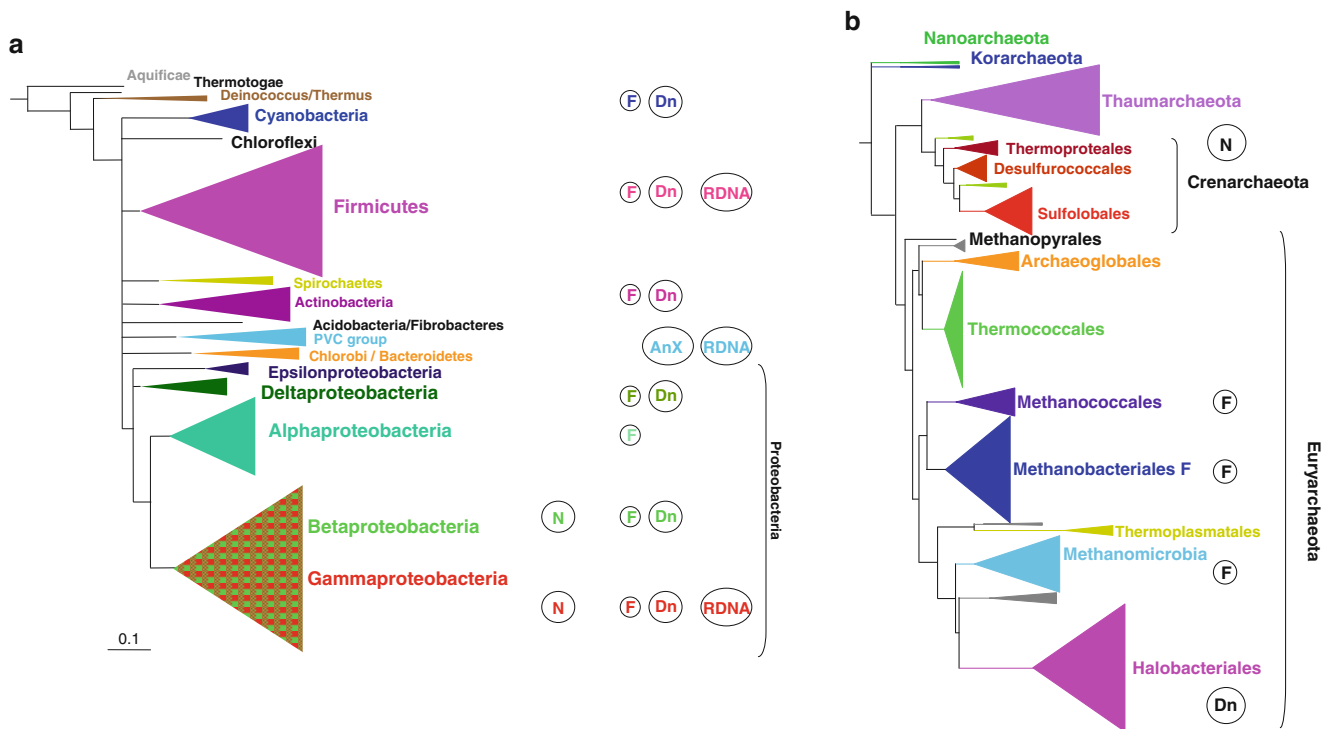 a
Aquificae
Thermotogae
Deinococcus/Thermus
Cyanobacteria
F Dn
Chloroflexi
Firmicutes
F Dn RDNA
Spirochaetes
Actinobacteria
F Dn
Acidobacteria/Fibrobacteres
PVC group
AnX RDNA
Chlorobi / Bacteroidetes
Epsilonproteobacteria
Deltaproteobacteria
F Dn
Alphaproteobacteria
F
Betaproteobacteria
N F Dn
Gammaproteobacteria
N F Dn RDNA
Proteobacteria
0.1
b
Nanoarchaeota
Korarchaeota
Thaumarchaeota
N
Thermoproteales
Desulfurococcales
Crenarchaeota
Sulfolobales
Methanopyrales
Archaeoglobales
Thermococcales
Methanococcales
F
Methanobacteriales F
F
Thermoplasmatales
Methanomicrobia
F
Halobacteriales
Dn
Euryarchaeota